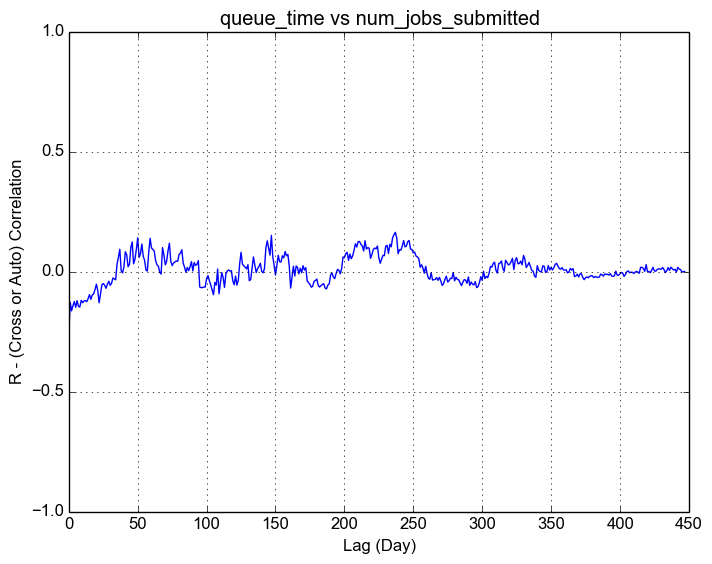 queue_time vs num_jobs_submitted
1.0
0.5
0.0
−0.5
−1.0
R - (Cross or Auto) Correlation
0 50 100 150 200 250 300 350 400 450
Lag (Day)